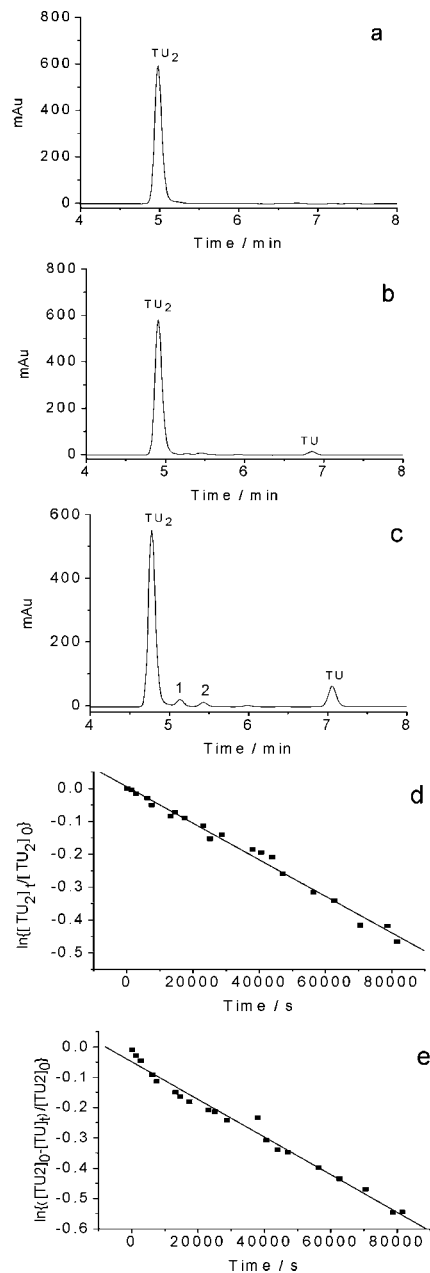 a
TU2
800
600
400
200
0
mAu
4 5 6 7 8
Time / min
b
TU2
TU
800
600
400
200
0
mAu
4 5 6 7 8
Time / min
c
TU2
1 2
TU
600
400
200
0
mAu
4 5 6 7 8
Time / min
d
0.0
-0.1
-0.2
-0.3
-0.4
-0.5
ln{[TU2]t/[TU2]0}
0 20000 40000 60000 80000
Time / s
e
0.0
-0.1
-0.2
-0.3
-0.4
-0.5
-0.6
ln{([TU2]0-[TU]t)/[TU2]0}
0 20000 40000 60000 80000
Time / s